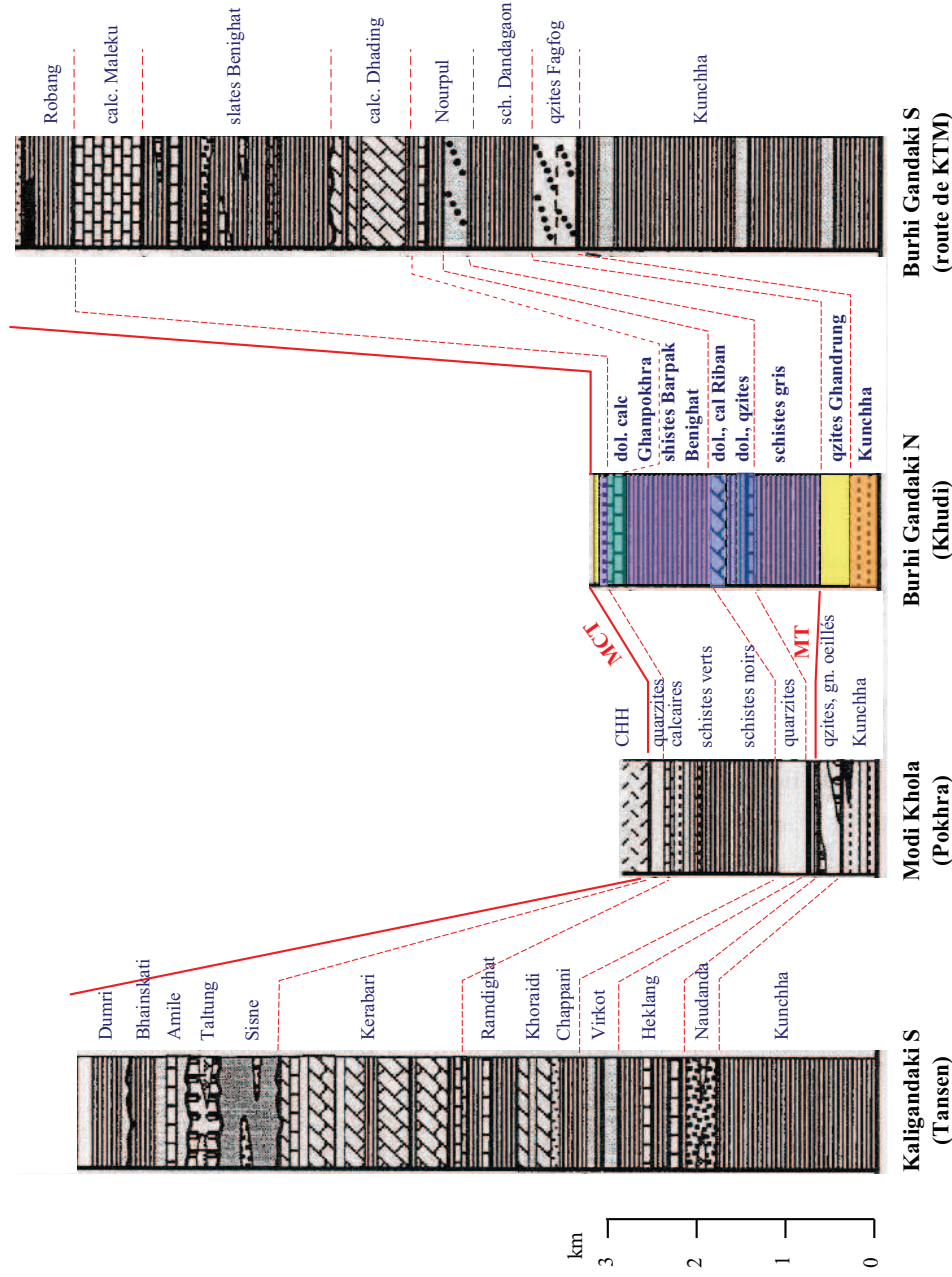 km
3
2
1
0
Dumri
Bhainskati
Amile
Taltung
Sisne
Kerabari
Ramdighat
Khoraidi
Chappani
Virkot
Heklang
Naudanda
Kunchha
Kaligandaki S
(Tansen)
CHH
quarzites
calcaires
schistes verts
schistes noirs
quarzites
qzites, gn. oeillés
Kunchha
Modi Khola
(Pokhra)
MCT
MT
dol. calc
Ghanpokhra
shistes Barpak
Benighat
dol., cal Riban
dol., qzites
schistes gris
qzites Ghandrung
Kunchha
Burhi Gandaki N
(Khudi)
Robang
calc. Maleku
slates Benighat
calc. Dhading
Nourpul
sch. Dandagaon
qzites Fagfog
Kunchha
Burhi Gandaki S
(route de KTM)